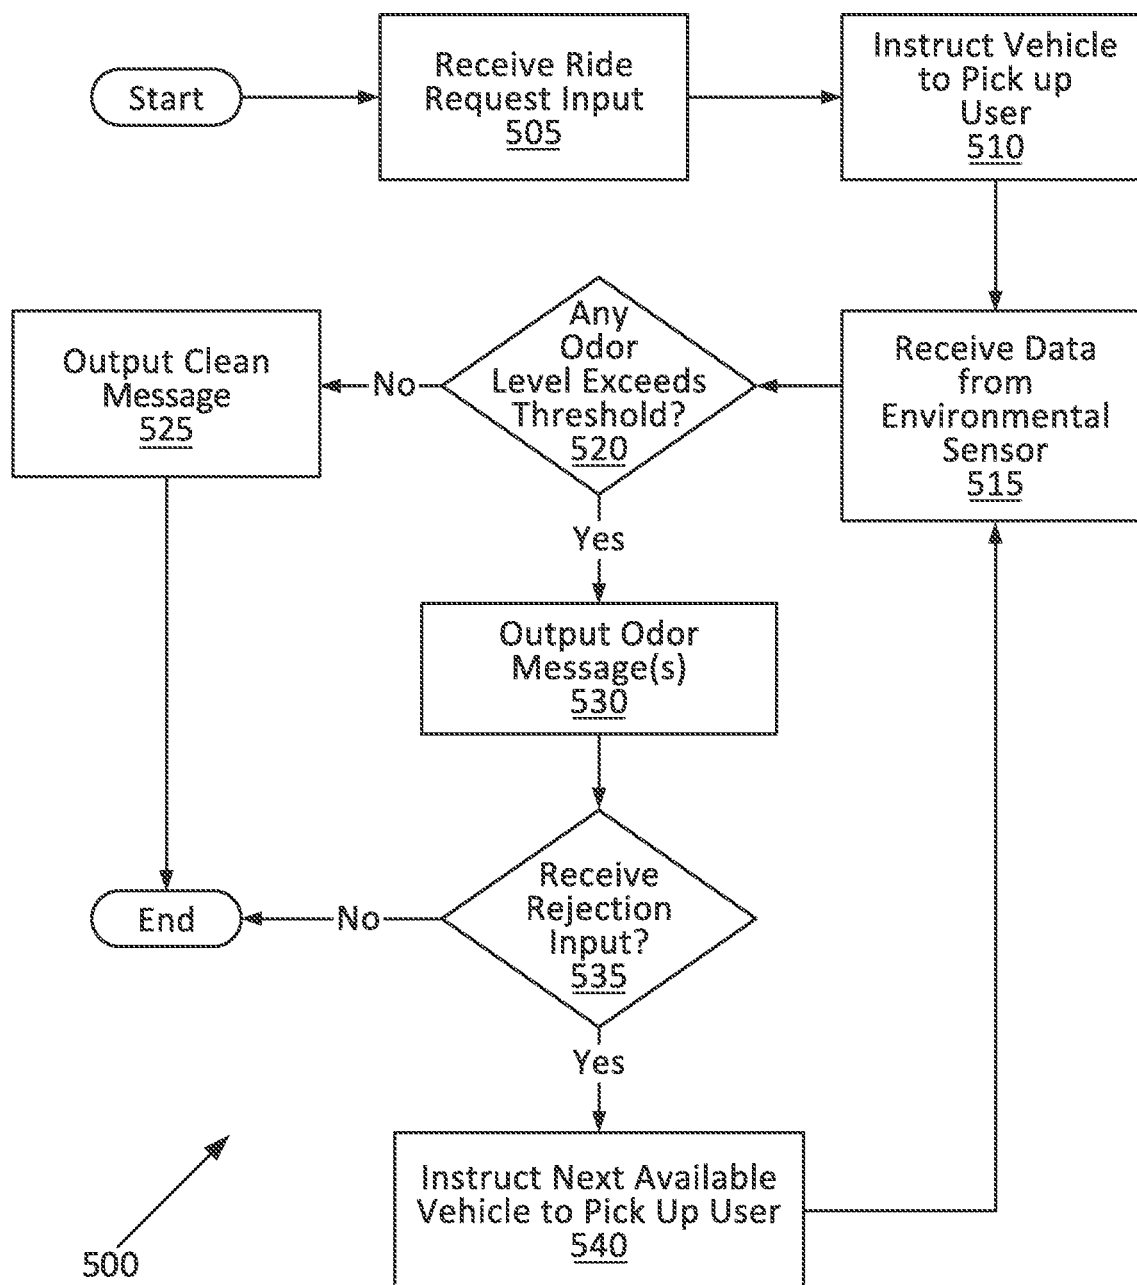 Start
Receive Ride
Request Input
505
Instruct Vehicle
to Pick up
User
510
Receive Data
from
Environmental
Sensor
515
Any
Odor
Level Exceeds
Threshold?
520
No
Output Clean
Message
525
Yes
Output Odor
Message(s)
530
Receive
Rejection
Input?
535
No
End
Yes
Instruct Next Available
Vehicle to Pick Up User
540
500